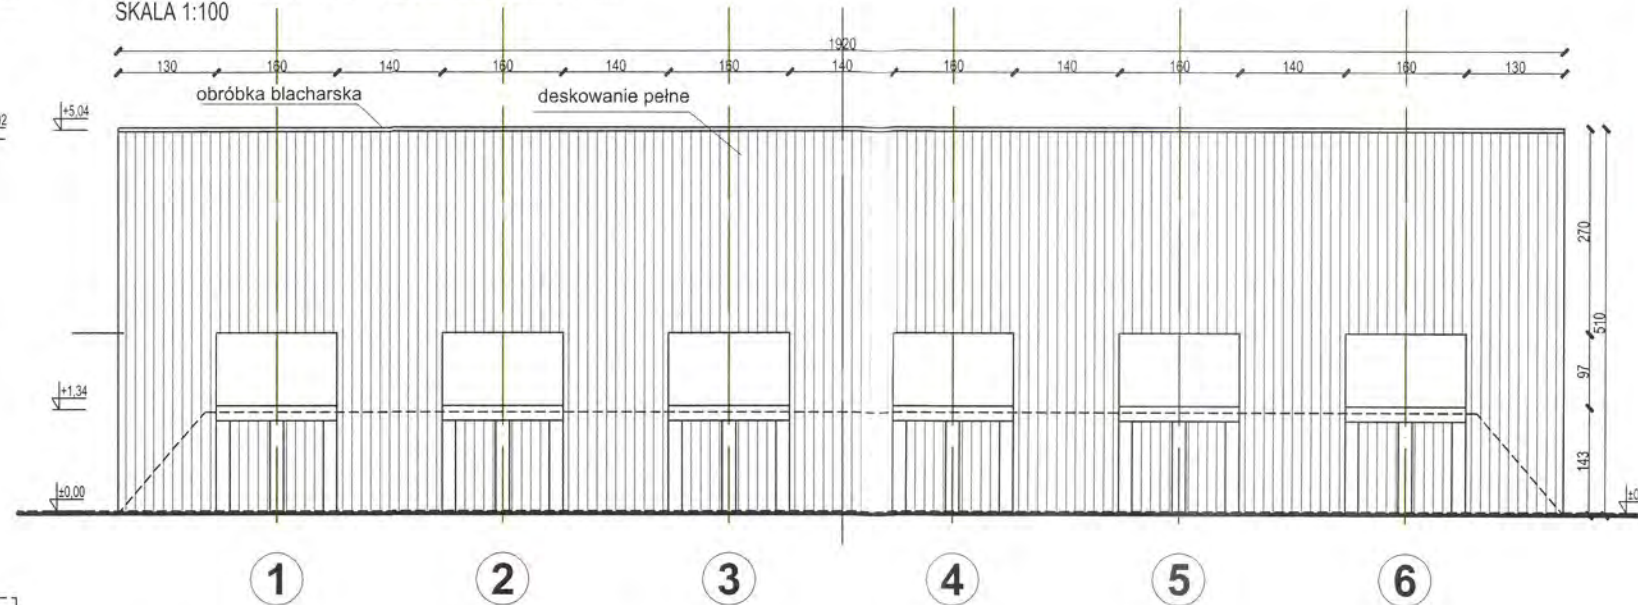 SKALA 1:100
1920
130 160 140 160 140 160 140 160 140 160 140 160 130
obróbka blacharska
deskowanie pełne
+5,04
270
510
97
+1,34
143
±0,00
1 2 3 4 5 6